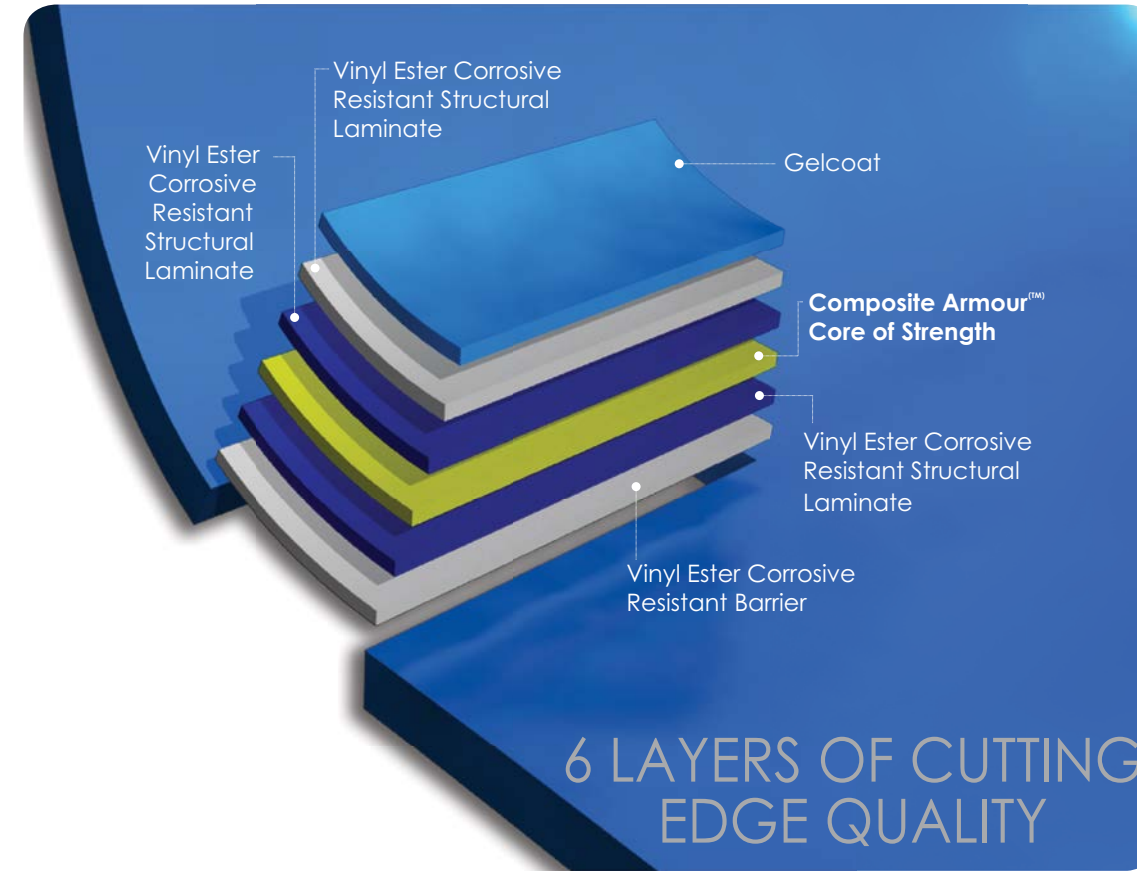 Vinyl Ester Corrosive
Resistant Structural
Laminate
Vinyl Ester
Corrosive
Resistant
Structural
Laminate
Gelcoat
Composite Armour(TM)
Core of Strength
Vinyl Ester Corrosive
Resistant Structural
Laminate
Vinyl Ester Corrosive
Resistant Barrier
6 LAYERS OF CUTTING
EDGE QUALITY